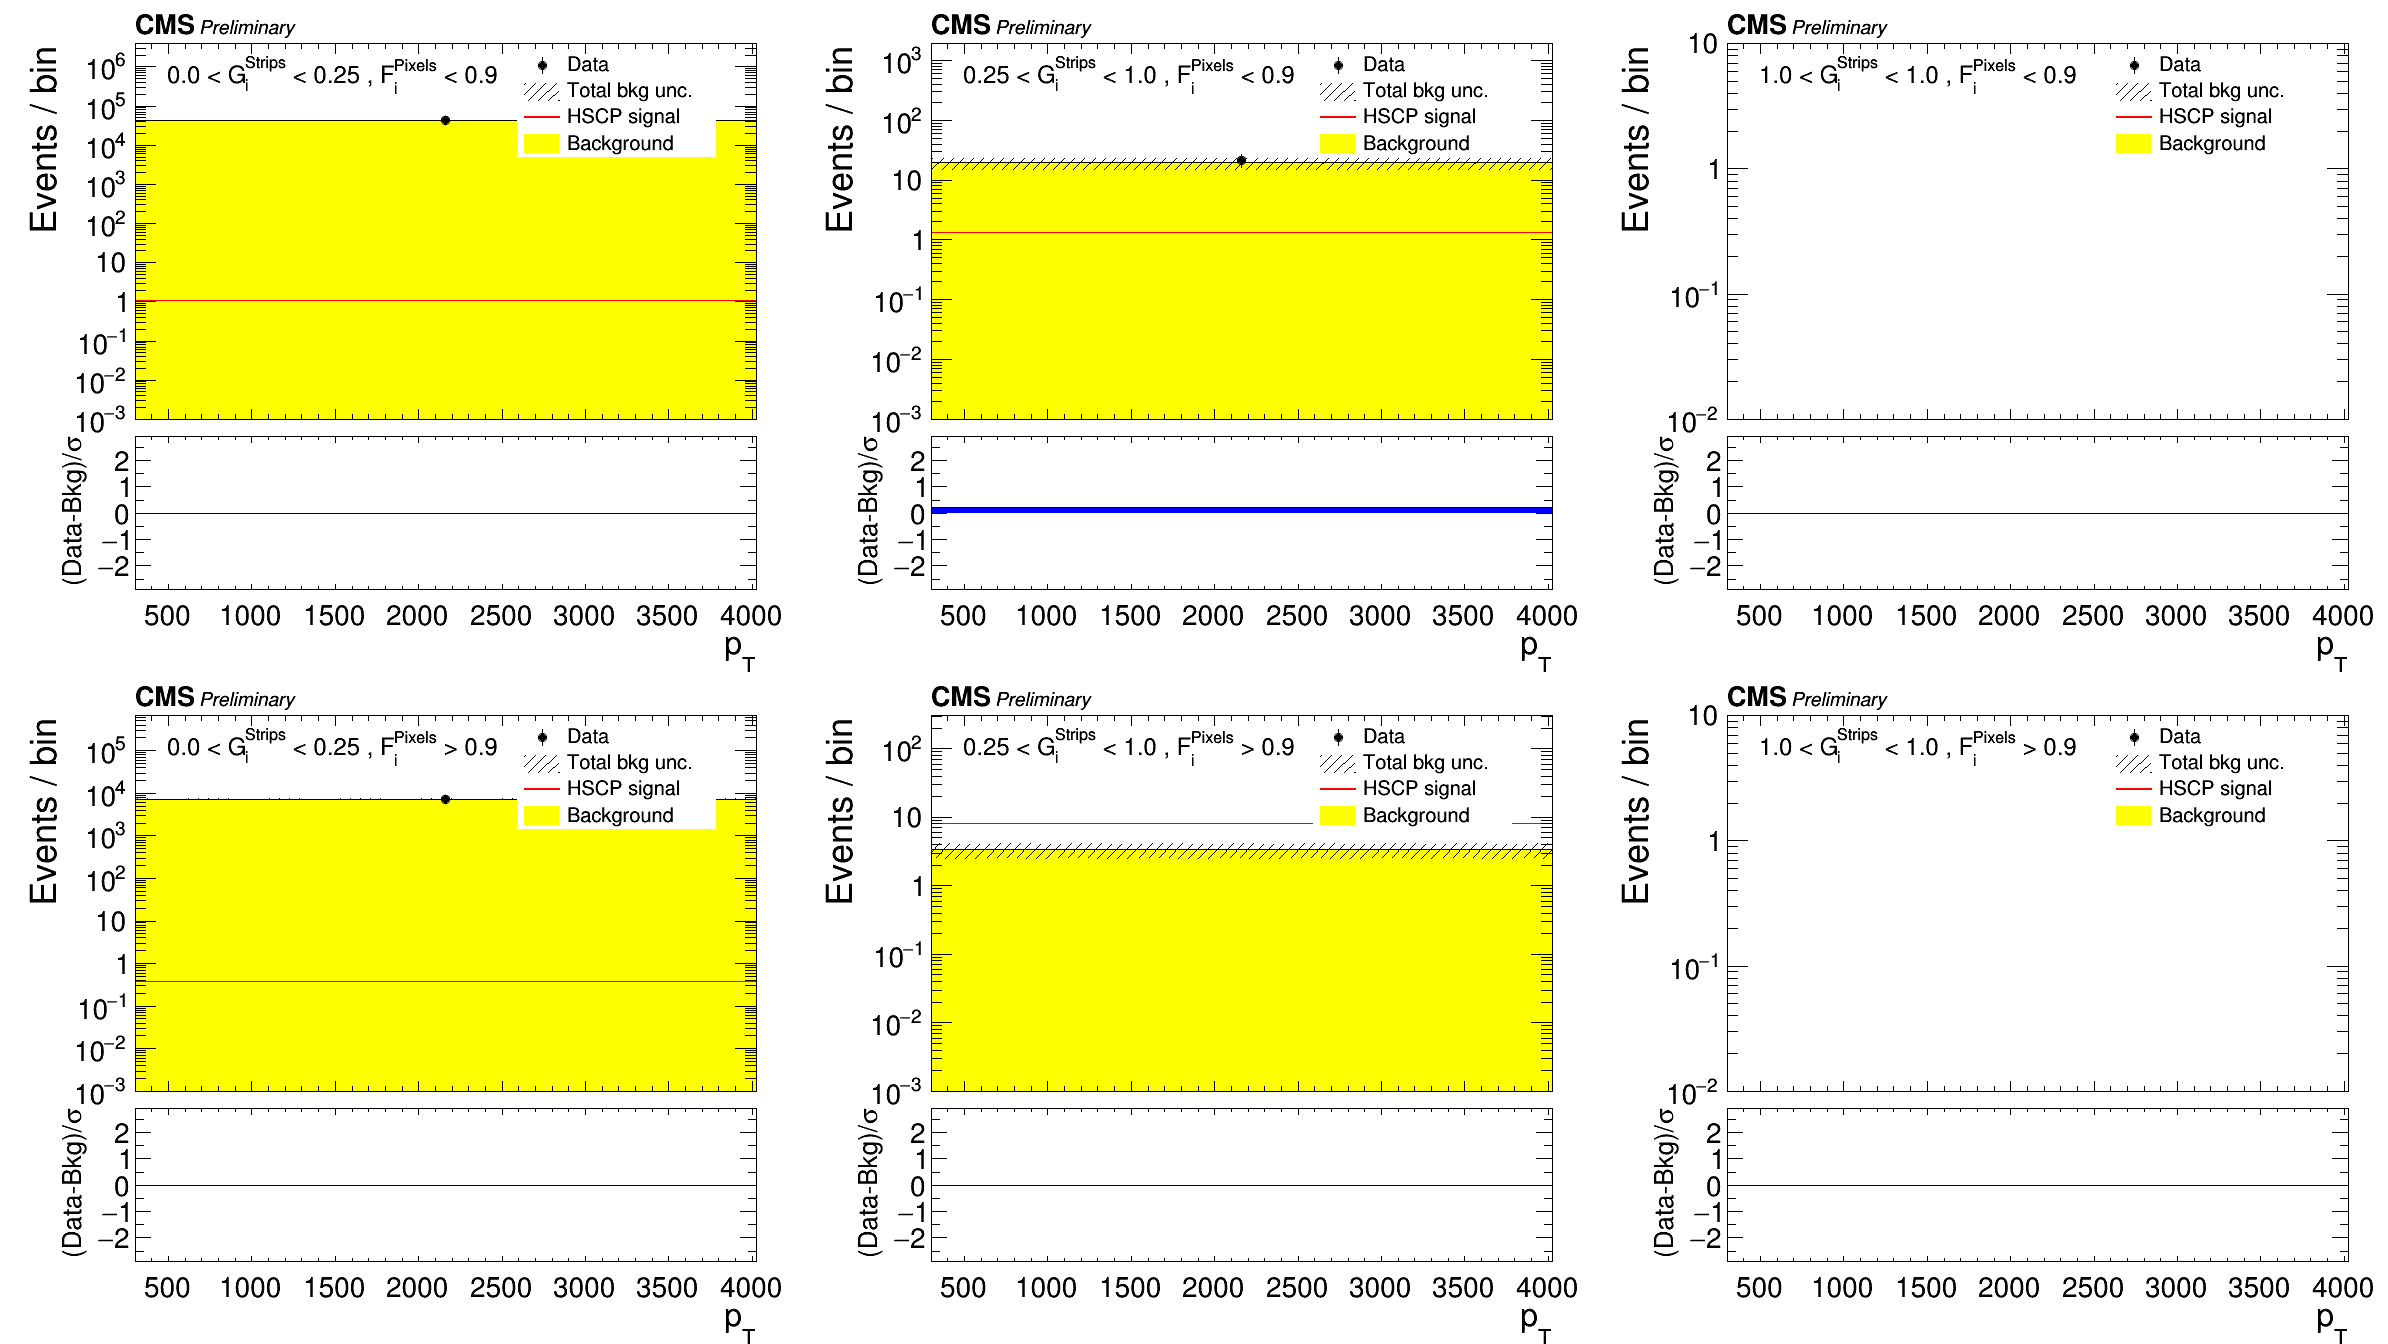 CMS Preliminary
0.0 < G_i^Strips < 0.25 , F_i^Pixels < 0.9
Data
Total bkg unc.
HSCP signal
Background
Events / bin
10^6
10^5
10^4
10^3
10^2
10
1
10^−1
10^−2
10^−3
(Data-Bkg)/σ
2
1
0
−1
−2
500 1000 1500 2000 2500 3000 3500 4000
p_T
CMS Preliminary
0.25 < G_i^Strips < 1.0 , F_i^Pixels < 0.9
Data
Total bkg unc.
HSCP signal
Background
Events / bin
10^3
10^2
10
1
10^−1
10^−2
10^−3
(Data-Bkg)/σ
2
1
0
−1
−2
500 1000 1500 2000 2500 3000 3500 4000
p_T
CMS Preliminary
1.0 < G_i^Strips < 1.0 , F_i^Pixels < 0.9
Data
Total bkg unc.
HSCP signal
Background
Events / bin
10
1
10^−1
10^−2
(Data-Bkg)/σ
2
1
0
−1
−2
500 1000 1500 2000 2500 3000 3500 4000
p_T
CMS Preliminary
0.0 < G_i^Strips < 0.25 , F_i^Pixels > 0.9
Data
Total bkg unc.
HSCP signal
Background
Events / bin
10^5
10^4
10^3
10^2
10
1
10^−1
10^−2
10^−3
(Data-Bkg)/σ
2
1
0
−1
−2
500 1000 1500 2000 2500 3000 3500 4000
p_T
CMS Preliminary
0.25 < G_i^Strips < 1.0 , F_i^Pixels > 0.9
Data
Total bkg unc.
HSCP signal
Background
Events / bin
10^2
10
1
10^−1
10^−2
10^−3
(Data-Bkg)/σ
2
1
0
−1
−2
500 1000 1500 2000 2500 3000 3500 4000
p_T
CMS Preliminary
1.0 < G_i^Strips < 1.0 , F_i^Pixels > 0.9
Data
Total bkg unc.
HSCP signal
Background
Events / bin
10
1
10^−1
10^−2
(Data-Bkg)/σ
2
1
0
−1
−2
500 1000 1500 2000 2500 3000 3500 4000
p_T